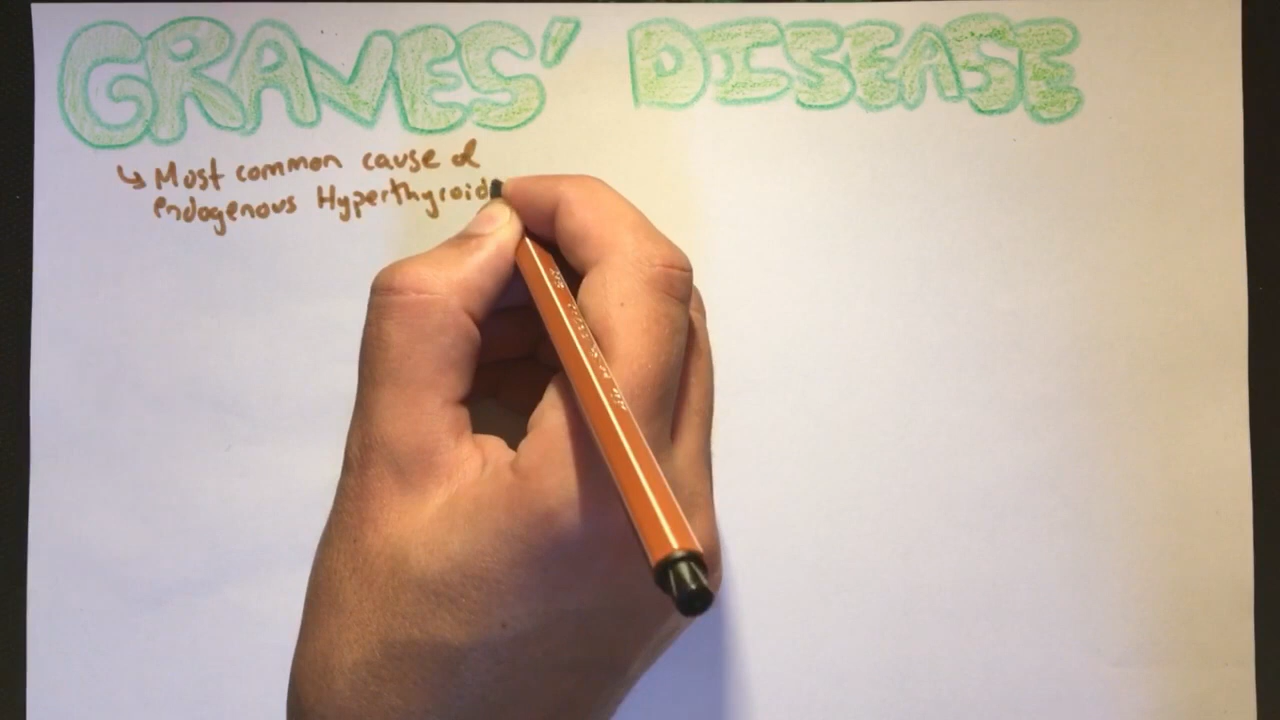 GRAVES' DISEASE
↳ Most common cause of
endogenous Hyperthyroid